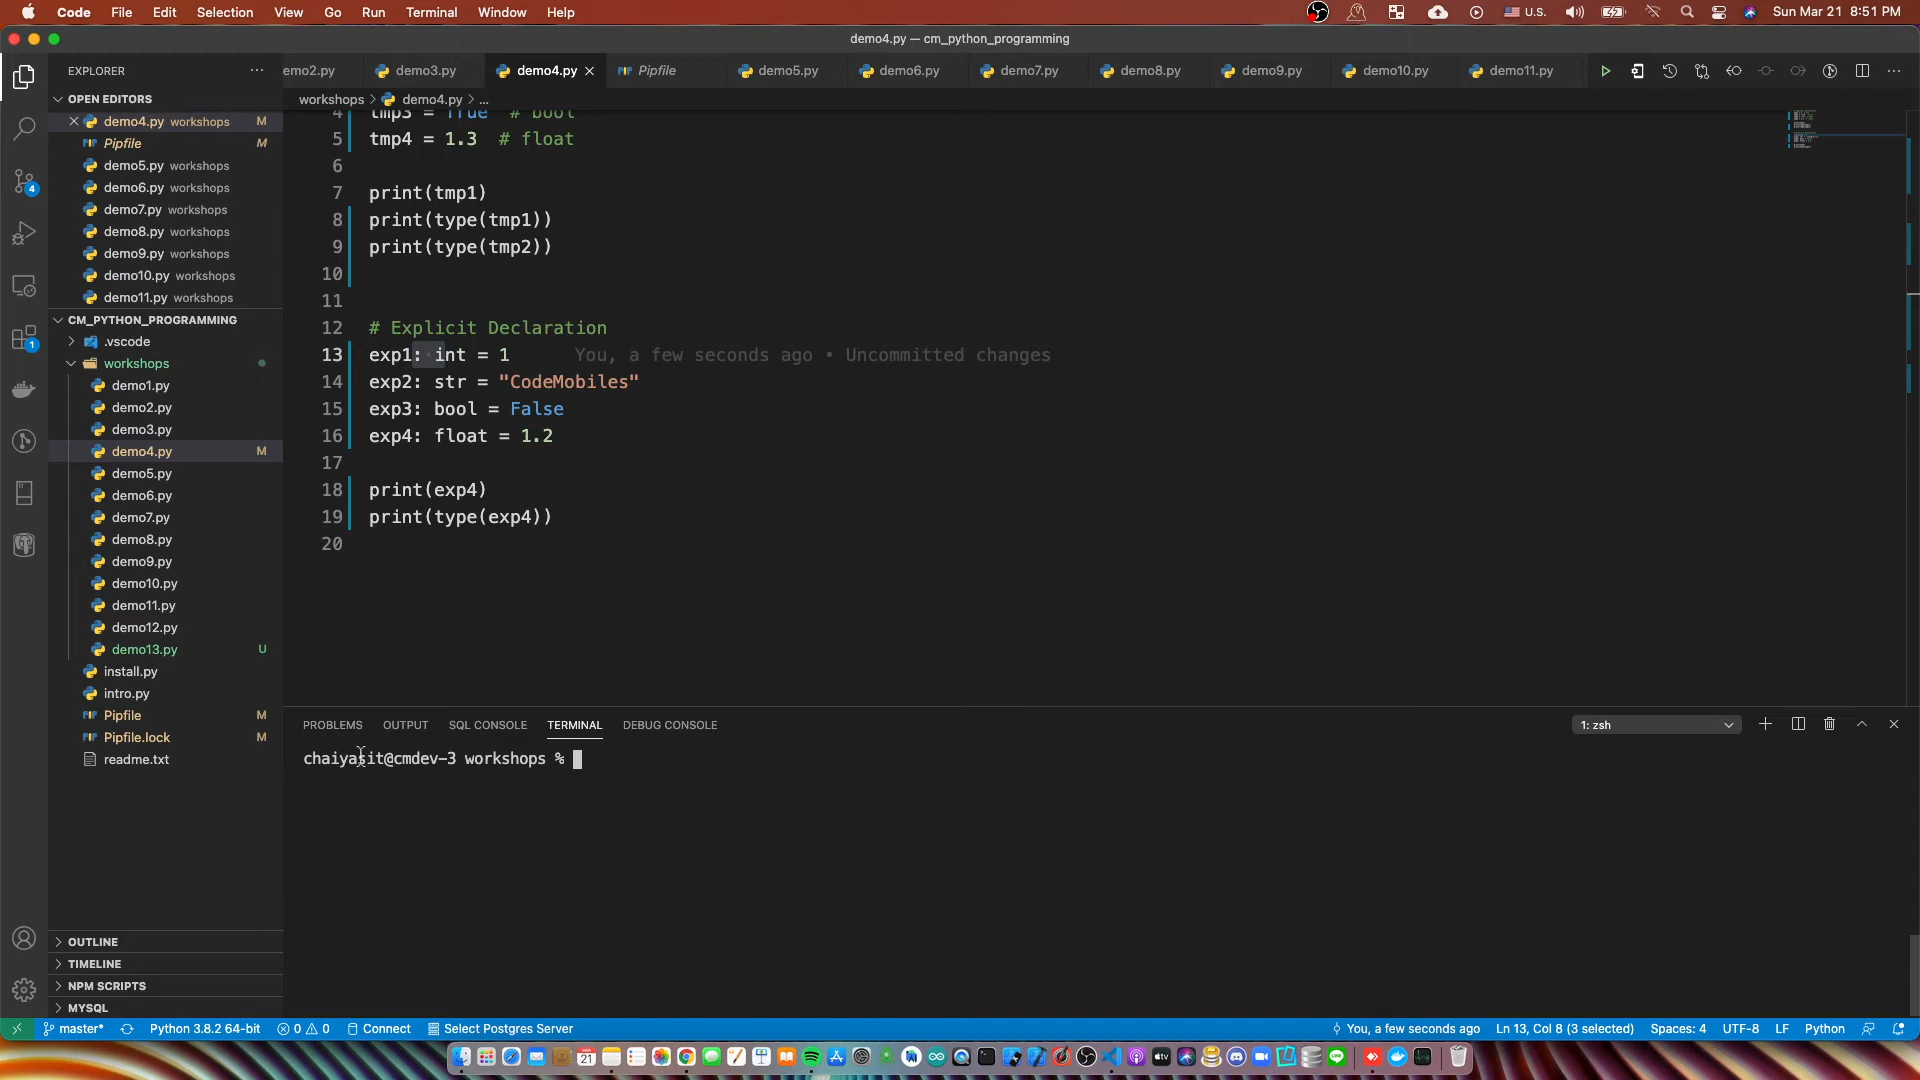 Code File Edit Selection View Go Run Terminal Window Help
U.S.
Sun Mar 21 8:51 PM
demo4.py — cm_python_programming
EXPLORER
emo2.py
demo3.py
demo4.py
Pipfile
demo5.py
demo6.py
demo7.py
demo8.py
demo9.py
demo10.py
demo11.py
workshops > demo4.py > ...
OPEN EDITORS
demo4.py workshops M
Pipfile M
demo5.py workshops
demo6.py workshops
demo7.py workshops
demo8.py workshops
demo9.py workshops
demo10.py workshops
demo11.py workshops
CM_PYTHON_PROGRAMMING
.vscode
workshops
demo1.py
demo2.py
demo3.py
demo4.py M
demo5.py
demo6.py
demo7.py
demo8.py
demo9.py
demo10.py
demo11.py
demo12.py
demo13.py U
install.py
intro.py
Pipfile M
Pipfile.lock M
readme.txt
OUTLINE
TIMELINE
NPM SCRIPTS
MYSQL
4
1
4 tmp3 = True # bool
5 tmp4 = 1.3 # float
6
7 print(tmp1)
8 print(type(tmp1))
9 print(type(tmp2))
10
11
12 # Explicit Declaration
13 exp1: int = 1 You, a few seconds ago • Uncommitted changes
14 exp2: str = "CodeMobiles"
15 exp3: bool = False
16 exp4: float = 1.2
17
18 print(exp4)
19 print(type(exp4))
20
PROBLEMS OUTPUT SQL CONSOLE TERMINAL DEBUG CONSOLE
1: zsh
chaiyasit@cmdev-3 workshops %
master* Python 3.8.2 64-bit 0 0 Connect Select Postgres Server
You, a few seconds ago Ln 13, Col 8 (3 selected) Spaces: 4 UTF-8 LF Python
21